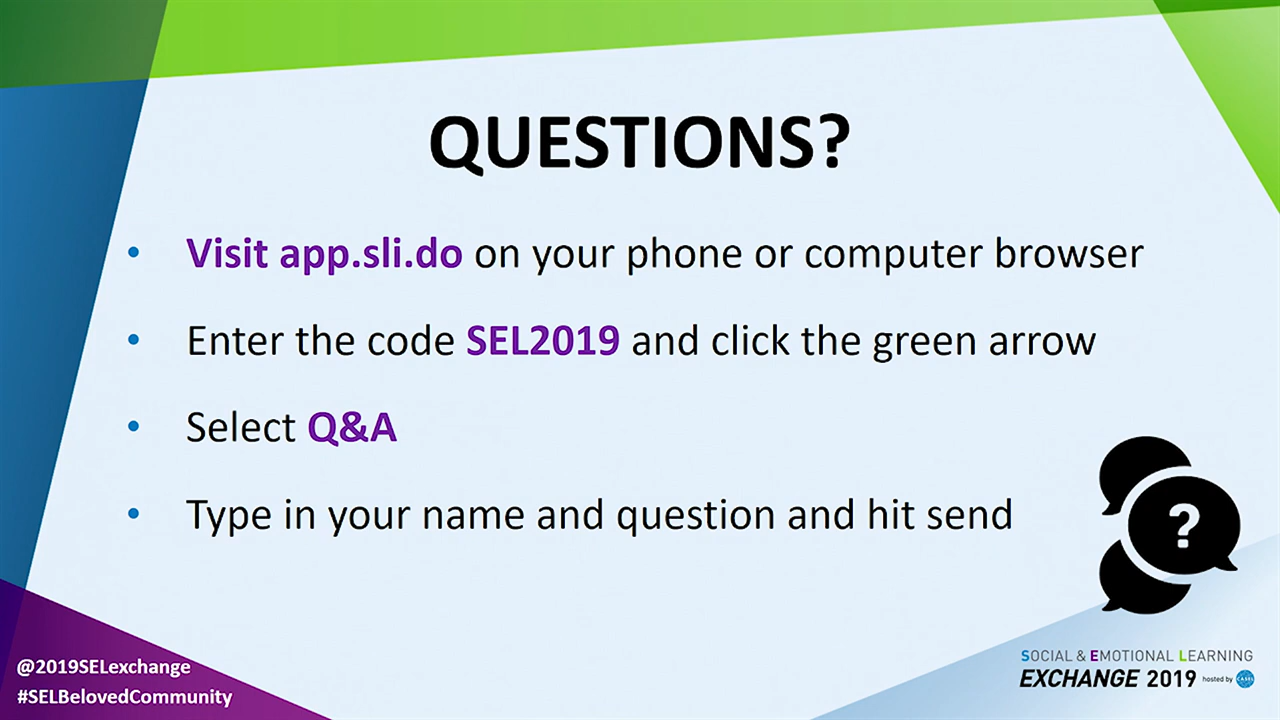 QUESTIONS?
• Visit app.sli.do on your phone or computer browser
• Enter the code SEL2019 and click the green arrow
• Select Q&A
• Type in your name and question and hit send
?
@2019SELexchange
#SELBelovedCommunity
SOCIAL & EMOTIONAL LEARNING
EXCHANGE 2019 hosted by CASEL